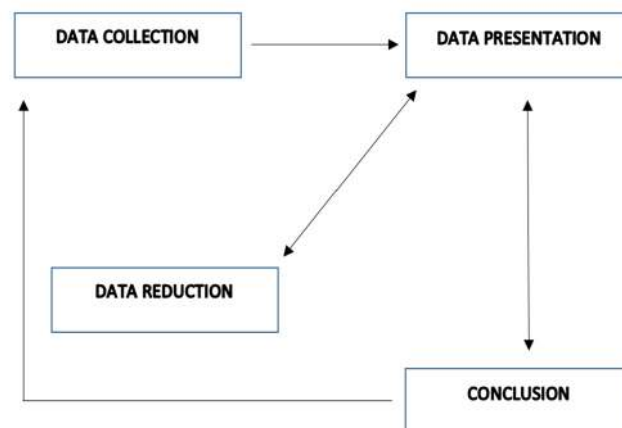 DATA COLLECTION
DATA PRESENTATION
DATA REDUCTION
CONCLUSION